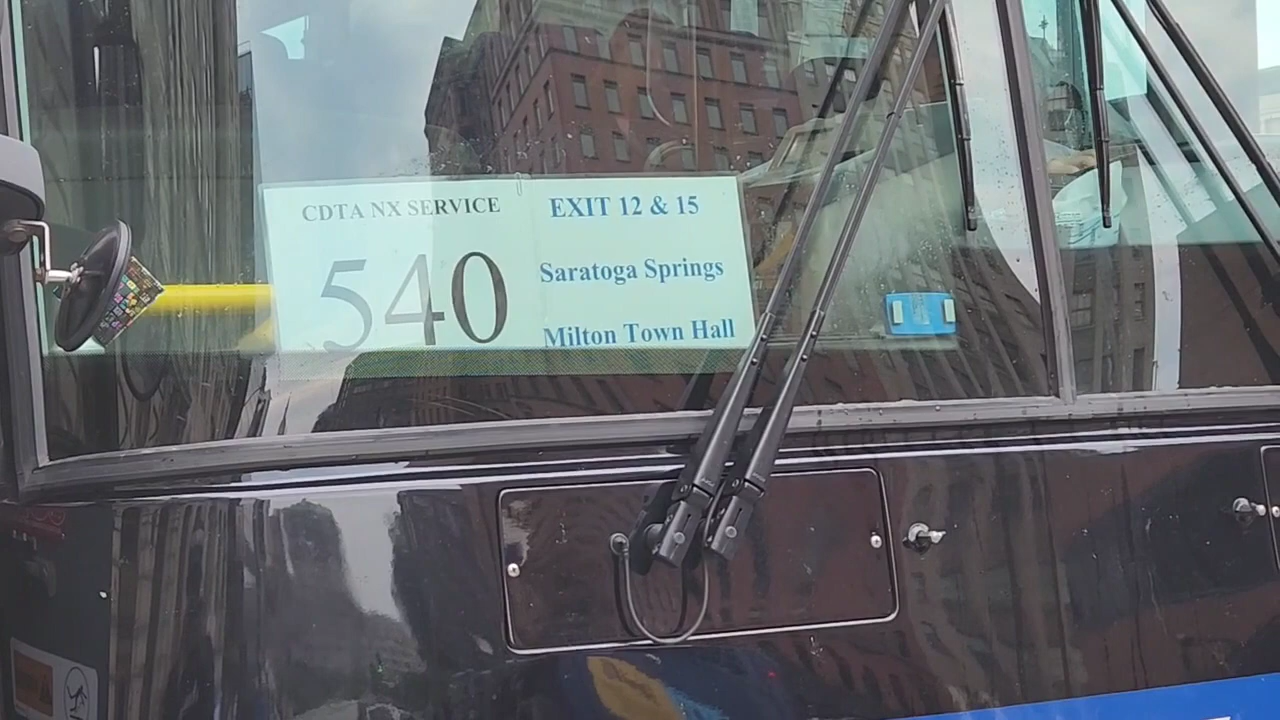 CDTA NX SERVICE
540
EXIT 12 & 15
Saratoga Springs
Milton Town Hall